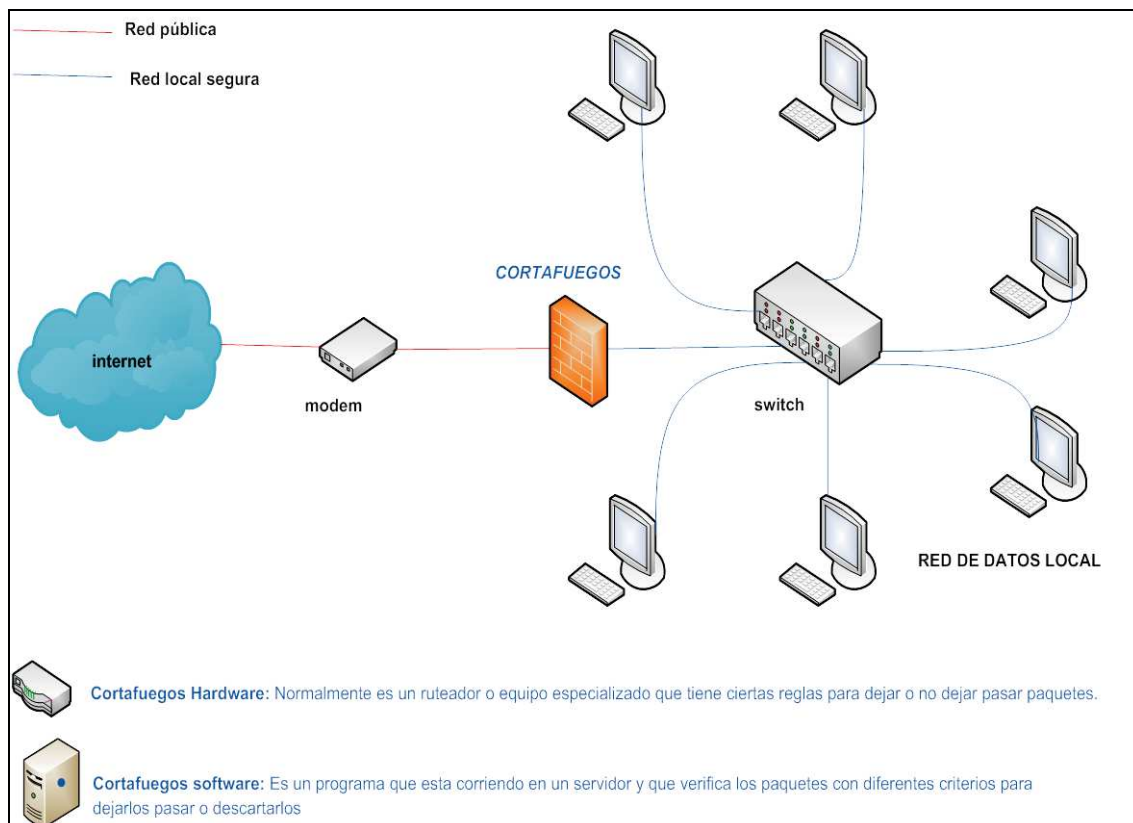 Red pública
Red local segura
CORTAFUEGOS
internet
modem
switch
RED DE DATOS LOCAL
Cortafuegos Hardware: Normalmente es un ruteador o equipo especializado que tiene ciertas reglas para dejar o no dejar pasar paquetes.
Cortafuegos software: Es un programa que esta corriendo en un servidor y que verifica los paquetes con diferentes criterios para
dejarlos pasar o descartarlos